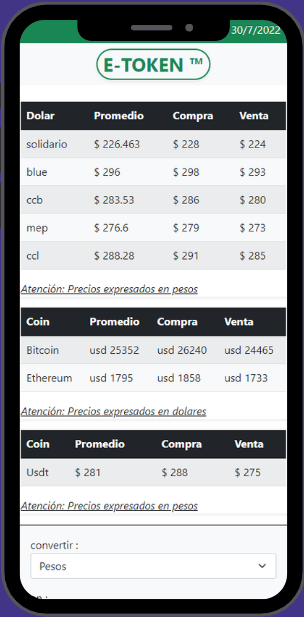 30/7/2022
E-TOKEN ™
Dolar Promedio Compra Venta
solidario $ 226.463 $ 228 $ 224
blue $ 296 $ 298 $ 293
ccb $ 283.53 $ 286 $ 280
mep $ 276.6 $ 279 $ 273
ccl $ 288.28 $ 291 $ 285
Atención: Precios expresados en pesos
Coin Promedio Compra Venta
Bitcoin usd 25352 usd 26240 usd 24465
Ethereum usd 1795 usd 1858 usd 1733
Atención: Precios expresados en dolares
Coin Promedio Compra Venta
Usdt $ 281 $ 288 $ 275
Atención: Precios expresados en pesos
convertir :
Pesos